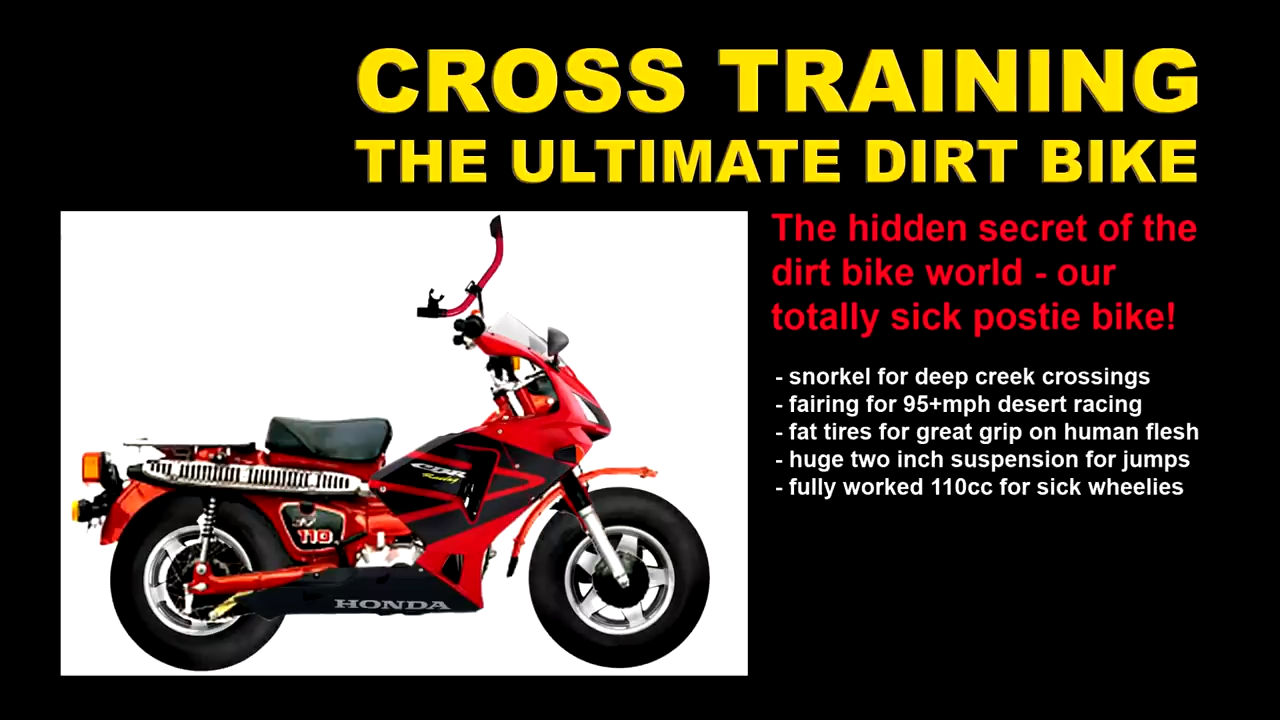 CROSS TRAINING
THE ULTIMATE DIRT BIKE
The hidden secret of the
dirt bike world - our
totally sick postie bike!
- snorkel for deep creek crossings
- fairing for 95+mph desert racing
- fat tires for great grip on human flesh
- huge two inch suspension for jumps
- fully worked 110cc for sick wheelies
CBR
Racing
110
HONDA